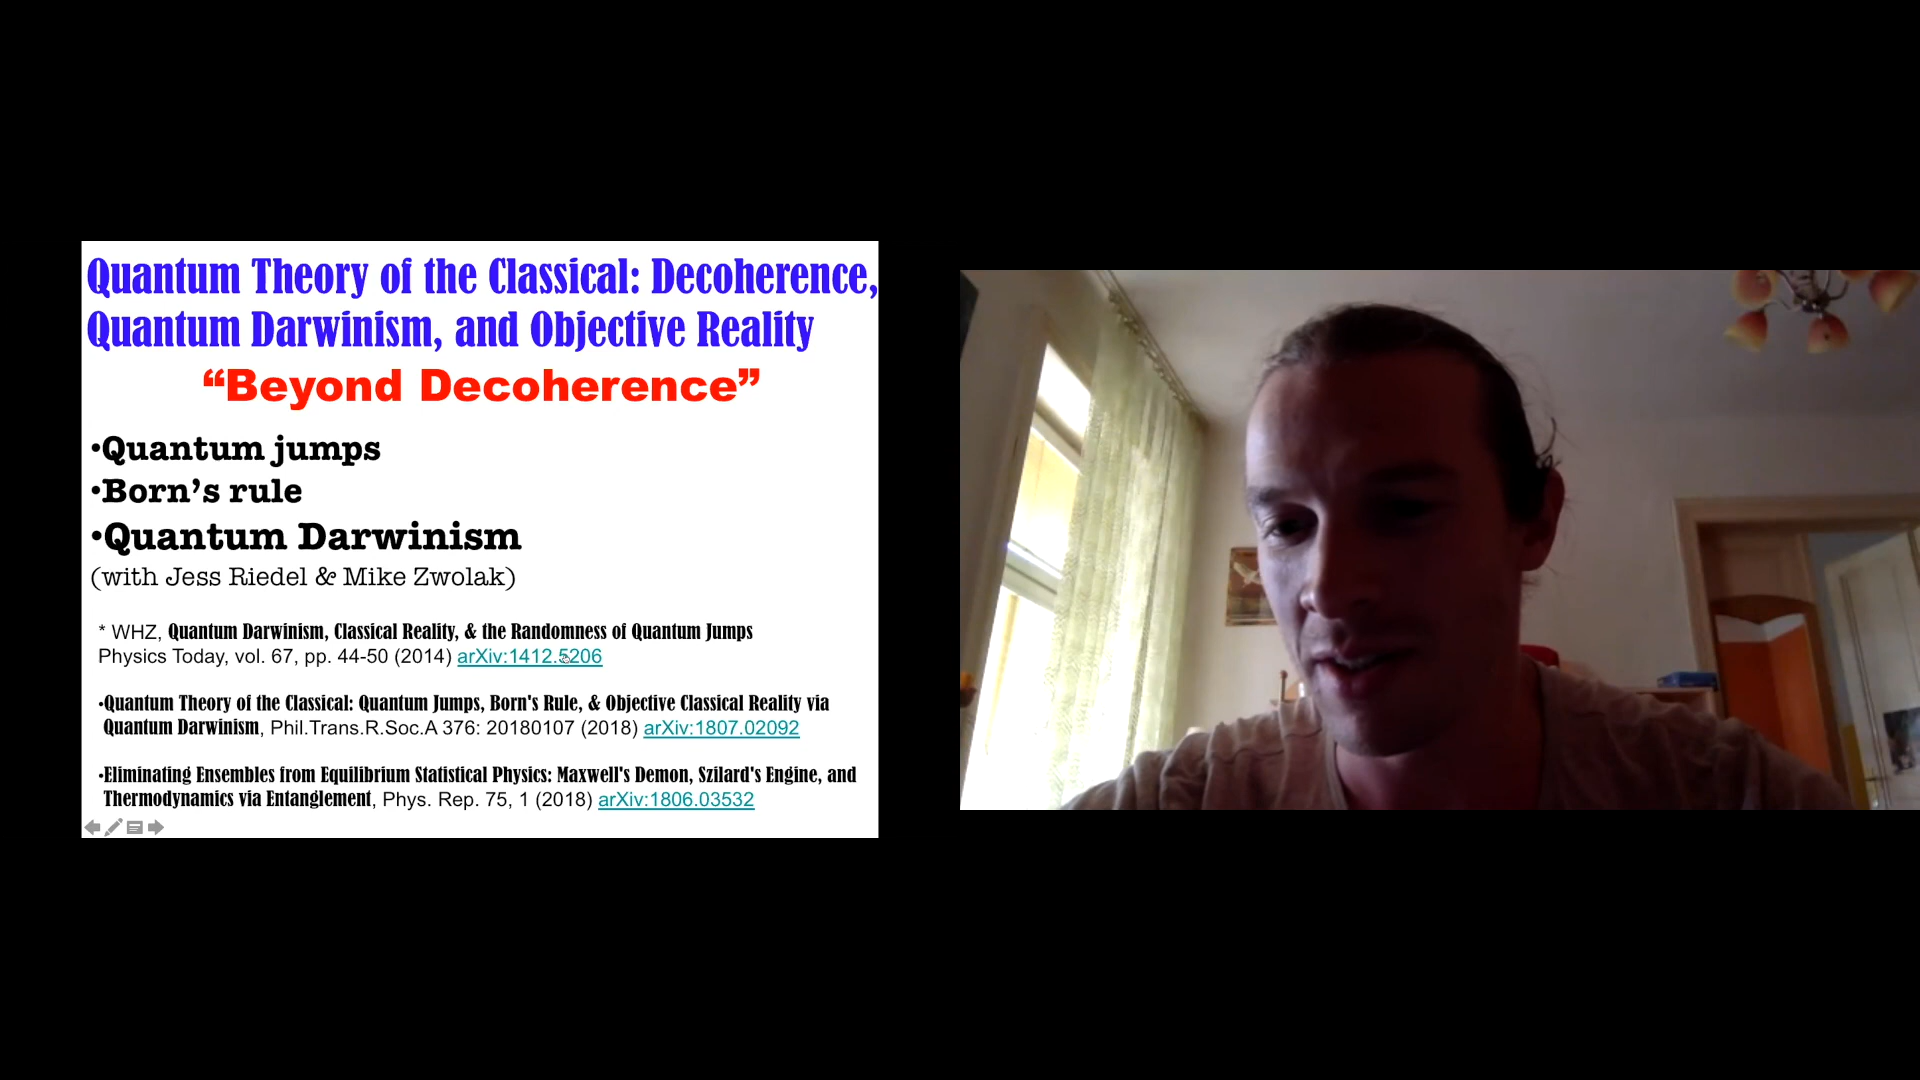 Quantum Theory of the Classical: Decoherence,
Quantum Darwinism, and Objective Reality
“Beyond Decoherence”
•Quantum jumps
•Born’s rule
•Quantum Darwinism
(with Jess Riedel & Mike Zwolak)
* WHZ, Quantum Darwinism, Classical Reality, & the Randomness of Quantum Jumps
Physics Today, vol. 67, pp. 44-50 (2014) arXiv:1412.5206
•Quantum Theory of the Classical: Quantum Jumps, Born's Rule, & Objective Classical Reality via
Quantum Darwinism, Phil.Trans.R.Soc.A 376: 20180107 (2018) arXiv:1807.02092
•Eliminating Ensembles from Equilibrium Statistical Physics: Maxwell's Demon, Szilard's Engine, and
Thermodynamics via Entanglement, Phys. Rep. 75, 1 (2018) arXiv:1806.03532